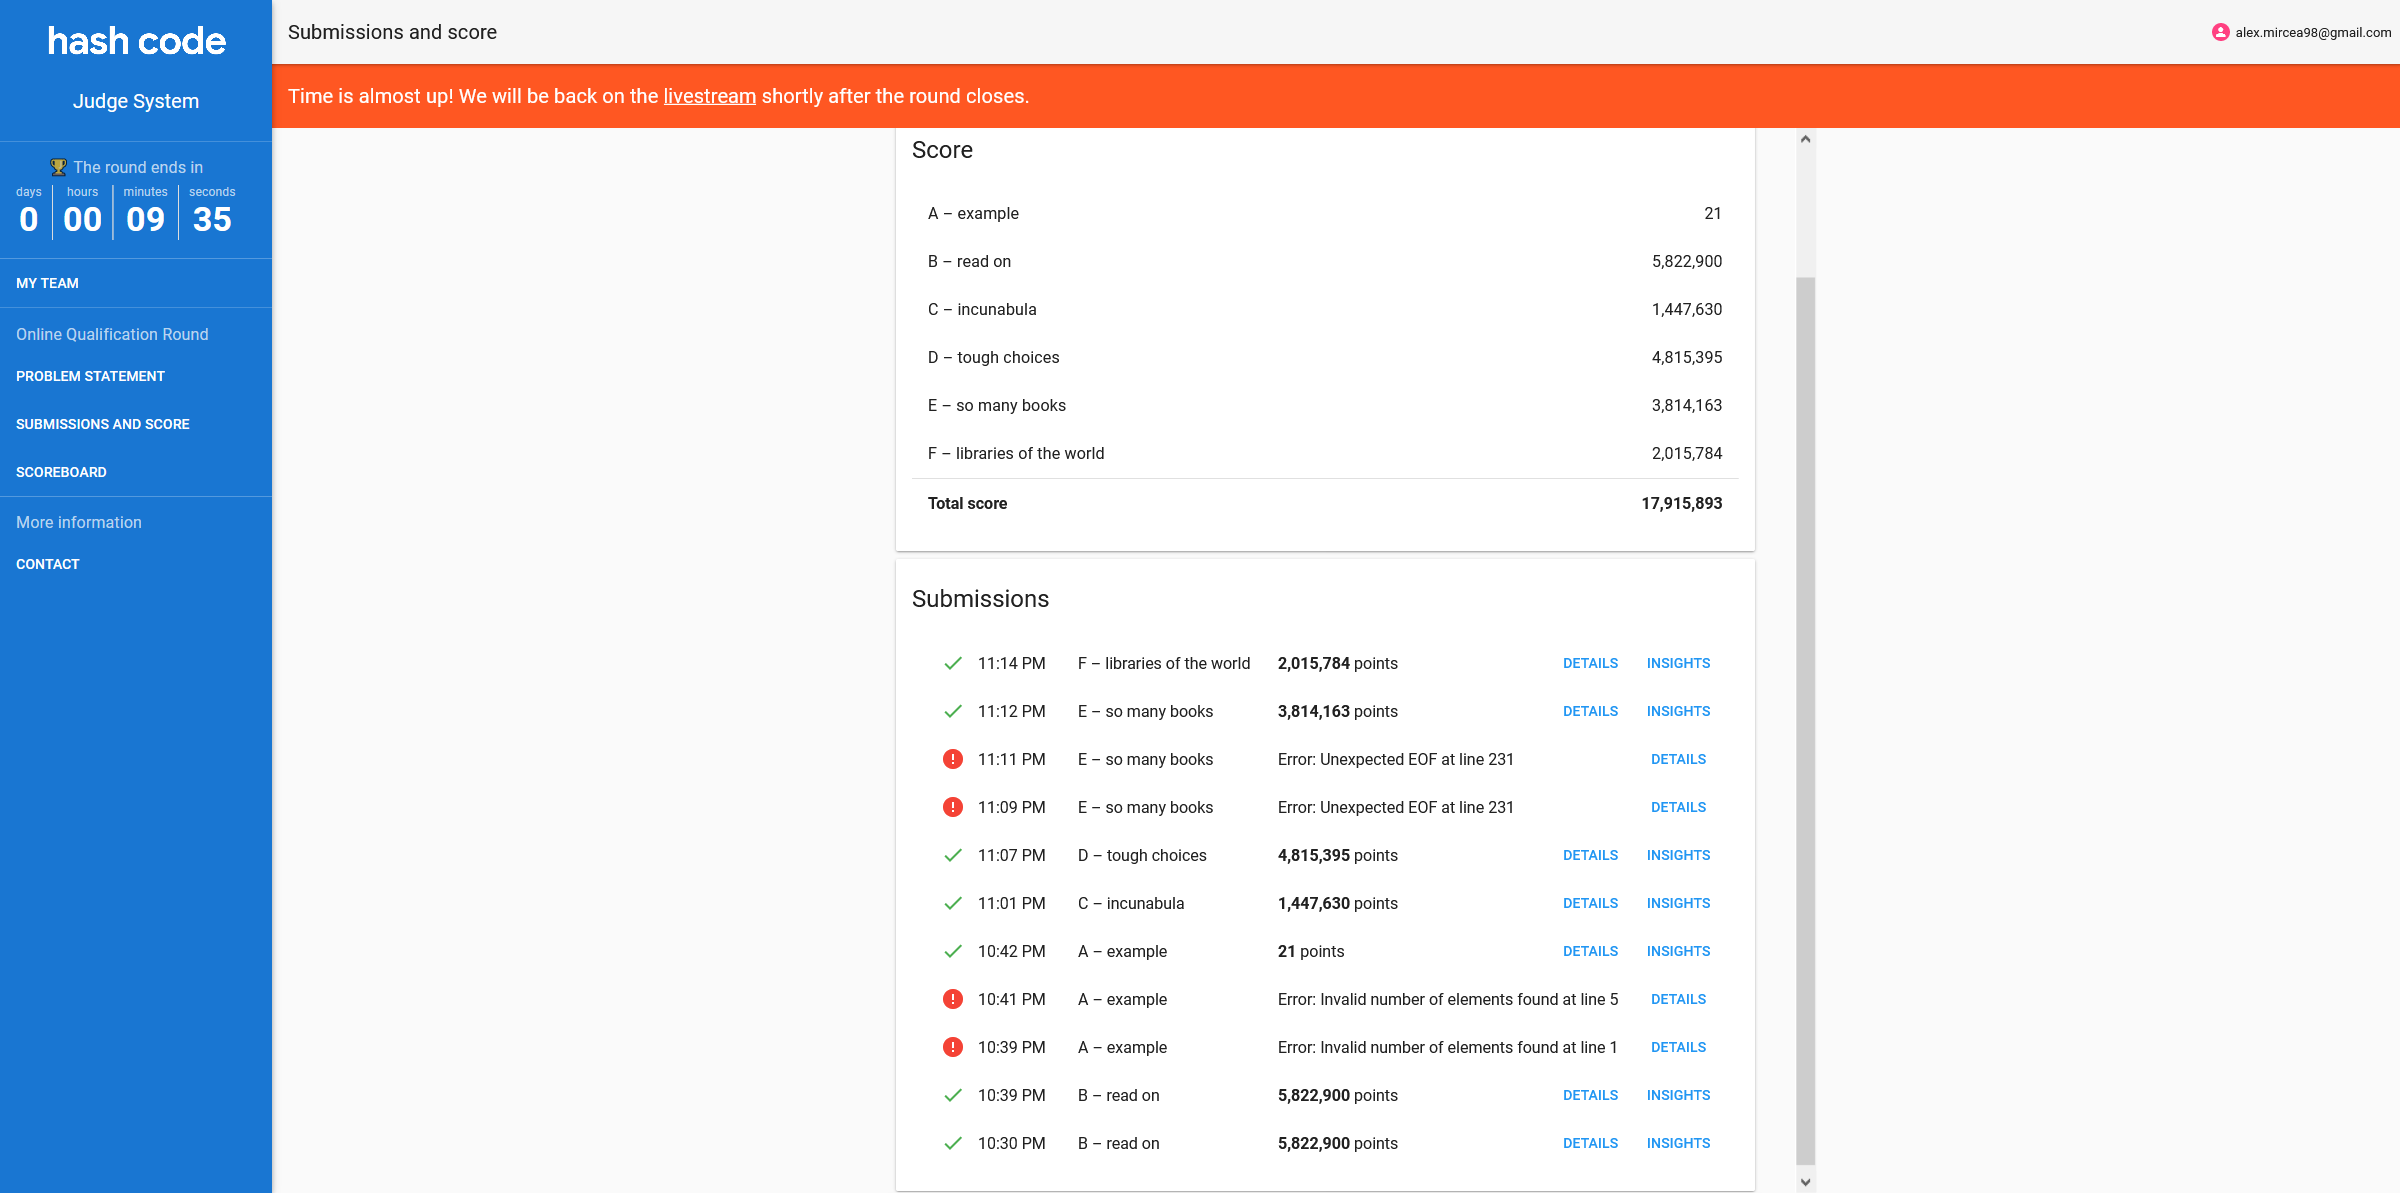 hash code
Judge System
The round ends in
days hours minutes seconds
0 00 09 35
MY TEAM
Online Qualification Round
PROBLEM STATEMENT
SUBMISSIONS AND SCORE
SCOREBOARD
More information
CONTACT
Submissions and score
alex.mircea98@gmail.com
Time is almost up! We will be back on the livestream shortly after the round closes.
Score
A – example 21
B – read on 5,822,900
C – incunabula 1,447,630
D – tough choices 4,815,395
E – so many books 3,814,163
F – libraries of the world 2,015,784
Total score 17,915,893
Submissions
11:14 PM F – libraries of the world 2,015,784 points DETAILS INSIGHTS
11:12 PM E – so many books 3,814,163 points DETAILS INSIGHTS
11:11 PM E – so many books Error: Unexpected EOF at line 231 DETAILS
11:09 PM E – so many books Error: Unexpected EOF at line 231 DETAILS
11:07 PM D – tough choices 4,815,395 points DETAILS INSIGHTS
11:01 PM C – incunabula 1,447,630 points DETAILS INSIGHTS
10:42 PM A – example 21 points DETAILS INSIGHTS
10:41 PM A – example Error: Invalid number of elements found at line 5 DETAILS
10:39 PM A – example Error: Invalid number of elements found at line 1 DETAILS
10:39 PM B – read on 5,822,900 points DETAILS INSIGHTS
10:30 PM B – read on 5,822,900 points DETAILS INSIGHTS